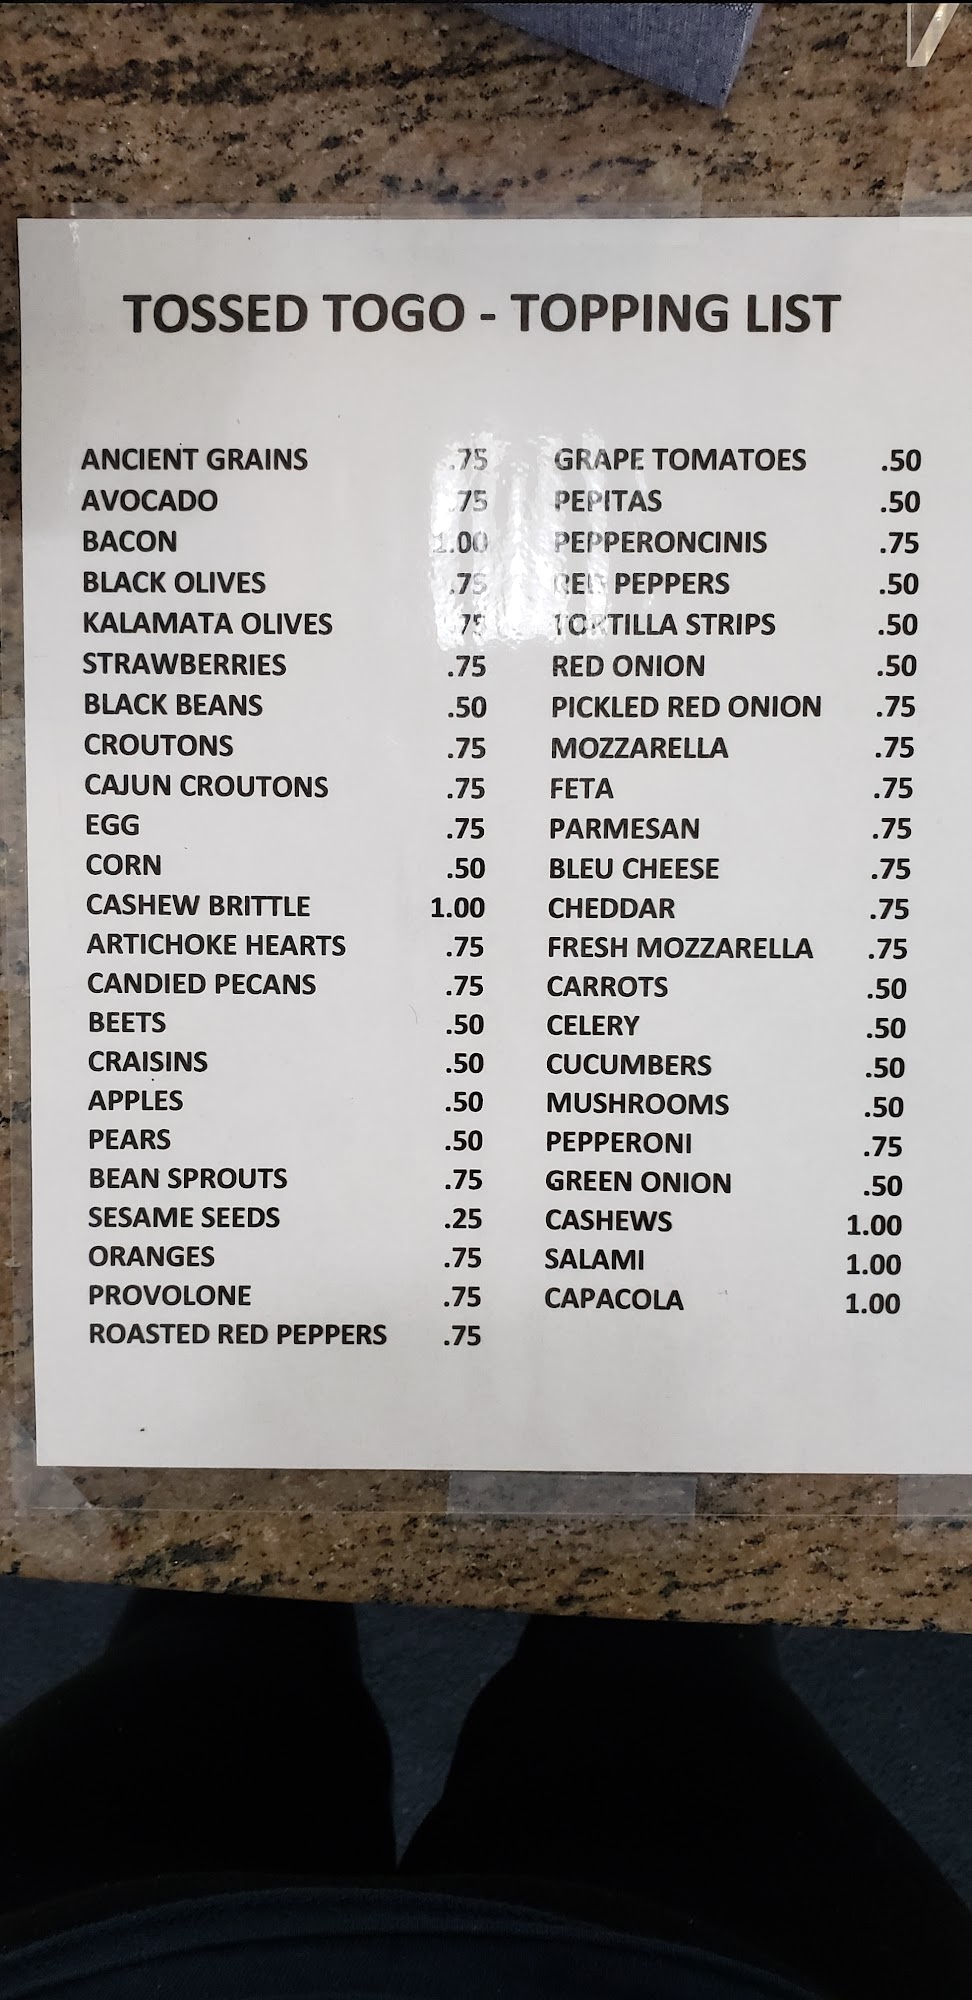 TOSSED TOGO - TOPPING LIST
ANCIENT GRAINS .75
AVOCADO .75
BACON 1.00
BLACK OLIVES .75
KALAMATA OLIVES .75
STRAWBERRIES .75
BLACK BEANS .50
CROUTONS .75
CAJUN CROUTONS .75
EGG .75
CORN .50
CASHEW BRITTLE 1.00
ARTICHOKE HEARTS .75
CANDIED PECANS .75
BEETS .50
CRAISINS .50
APPLES .50
PEARS .50
BEAN SPROUTS .75
SESAME SEEDS .25
ORANGES .75
PROVOLONE .75
ROASTED RED PEPPERS .75
GRAPE TOMATOES .50
PEPITAS .50
PEPPERONCINIS .75
RED PEPPERS .50
TORTILLA STRIPS .50
RED ONION .50
PICKLED RED ONION .75
MOZZARELLA .75
FETA .75
PARMESAN .75
BLEU CHEESE .75
CHEDDAR .75
FRESH MOZZARELLA .75
CARROTS .50
CELERY .50
CUCUMBERS .50
MUSHROOMS .50
PEPPERONI .75
GREEN ONION .50
CASHEWS 1.00
SALAMI 1.00
CAPACOLA 1.00